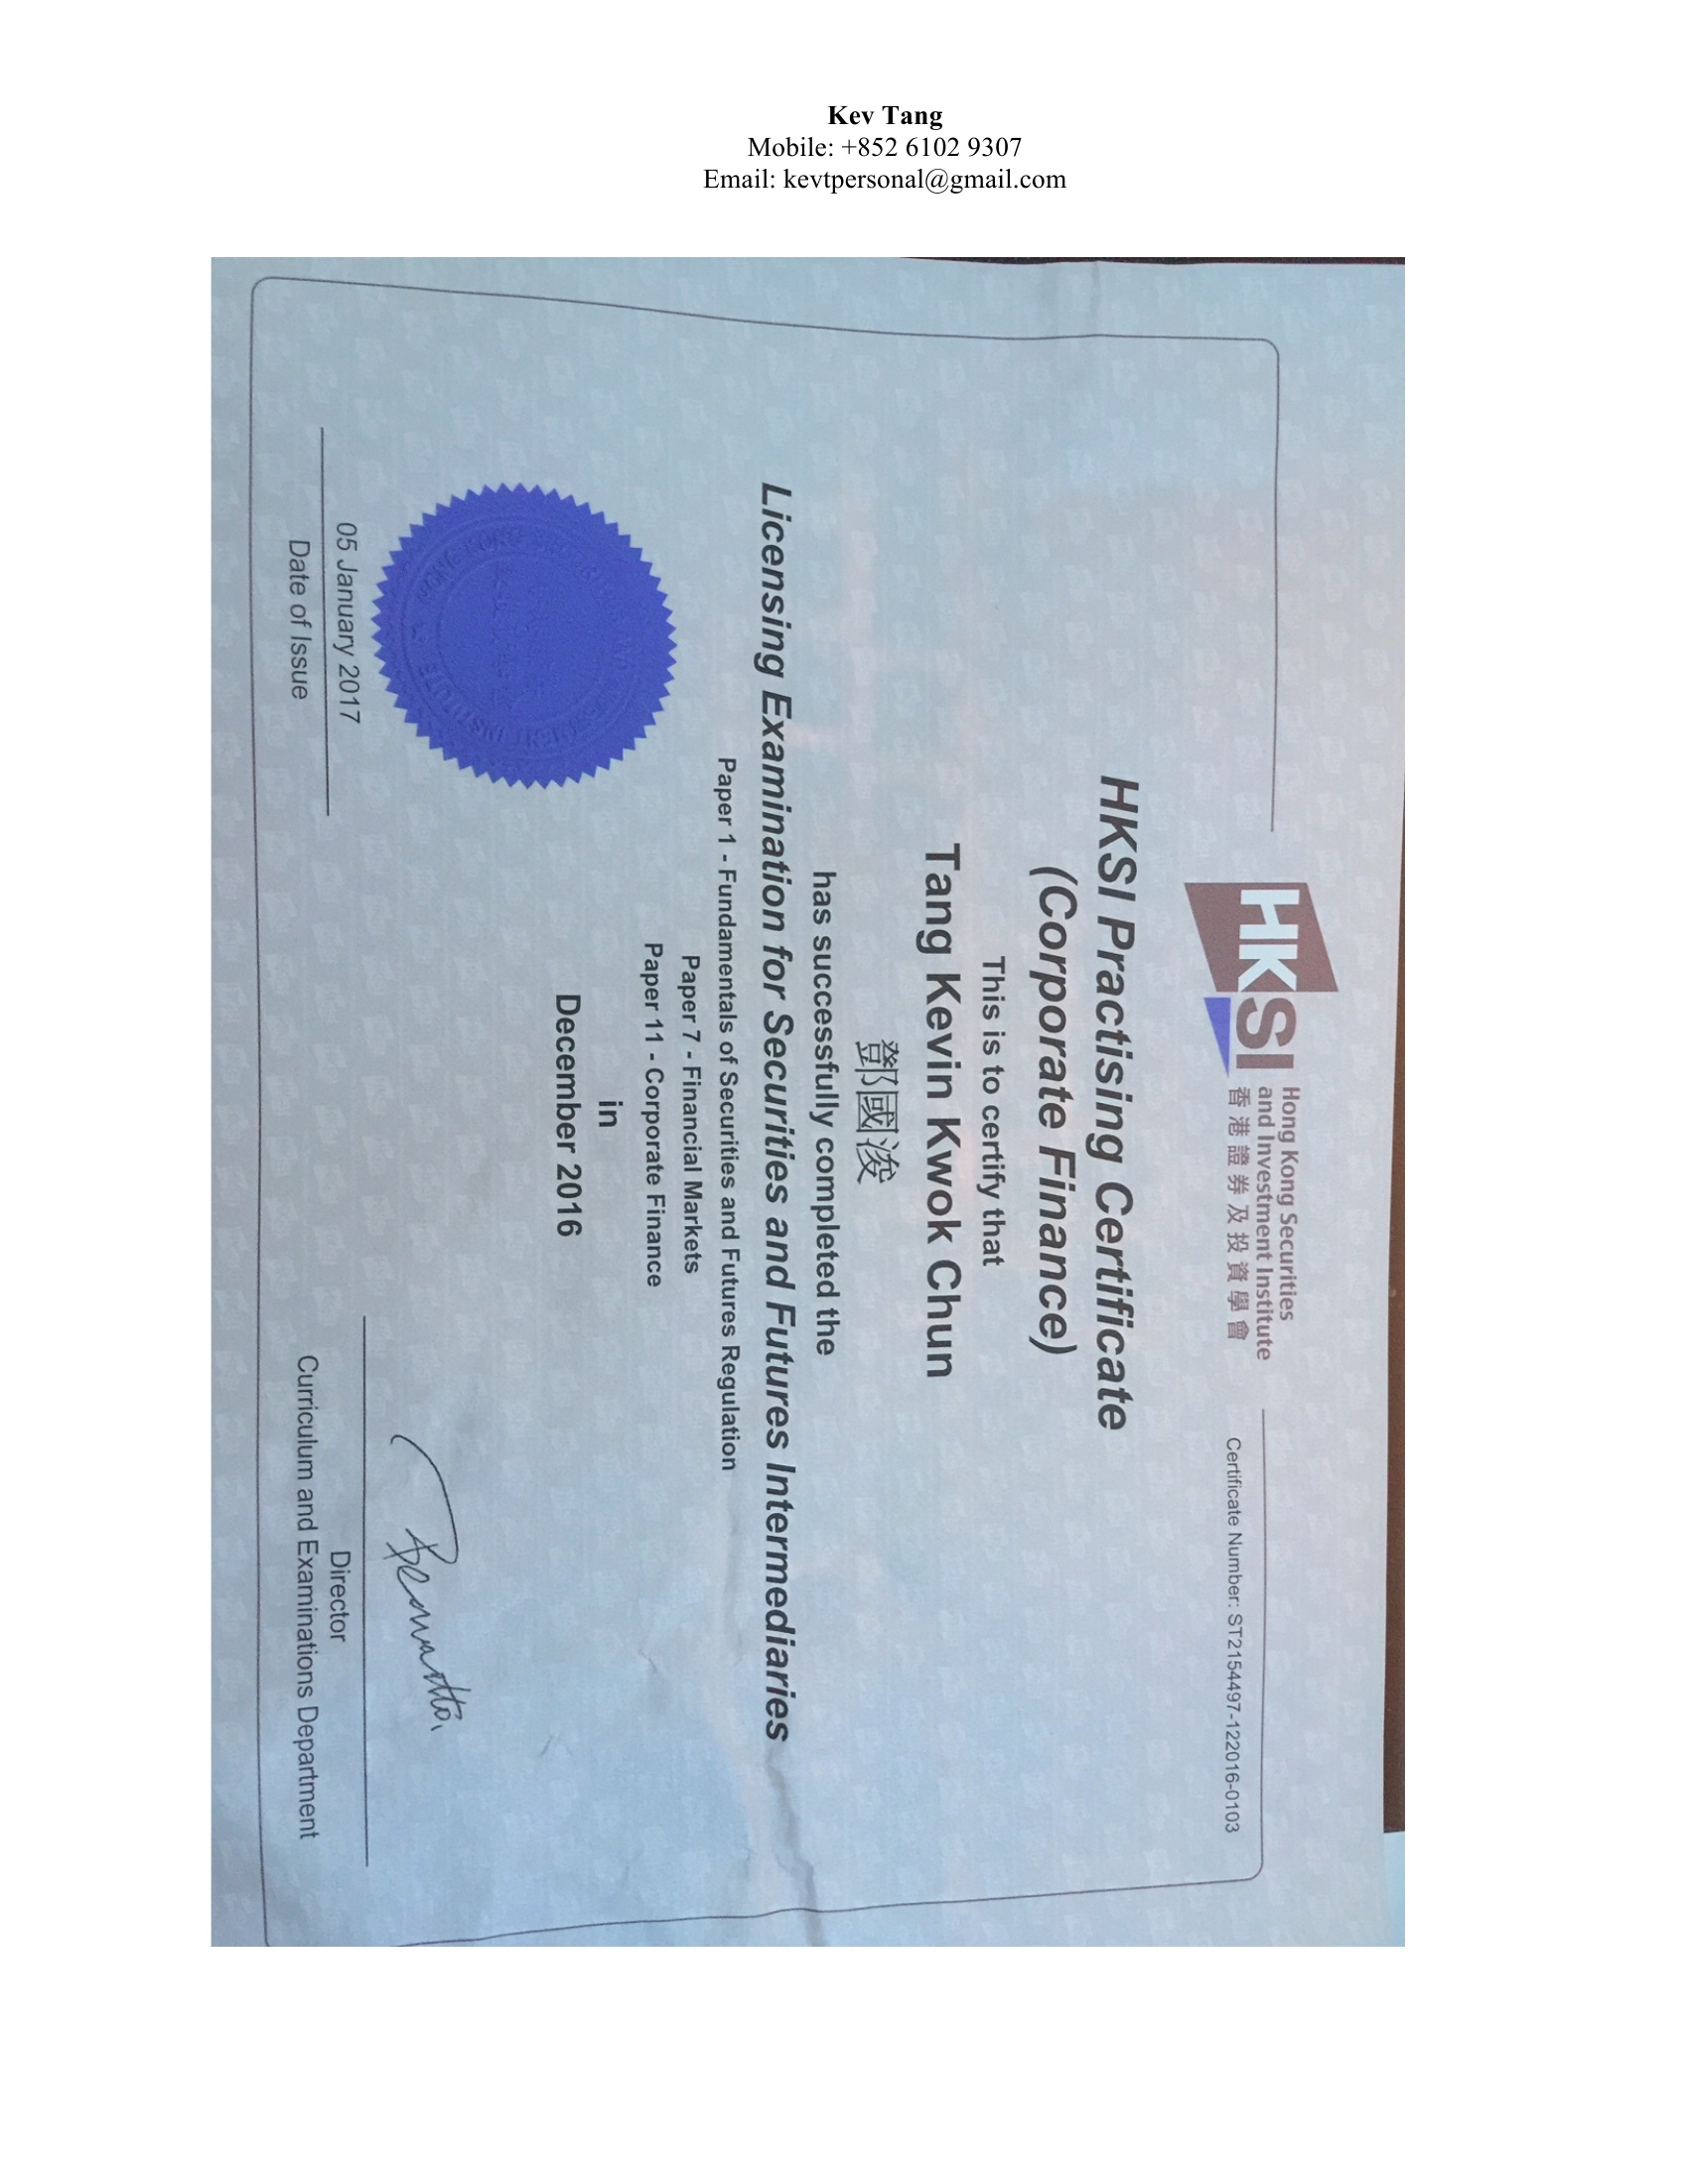 Kev Tang
Mobile: +852 6102 9307
Email: kevtpersonal@gmail.com
HKSI
Hong Kong Securities
and Investment Institute
香港證券及投資學會
Certificate Number: ST2154497-122016-0103
HKSI Practising Certificate
(Corporate Finance)
This is to certify that
Tang Kevin Kwok Chun
鄧國浚
has successfully completed the
Licensing Examination for Securities and Futures Intermediaries
Paper 1 - Fundamentals of Securities and Futures Regulation
Paper 7 - Financial Markets
Paper 11 - Corporate Finance
in
December 2016
05 January 2017
Date of Issue
Director
Curriculum and Examinations Department